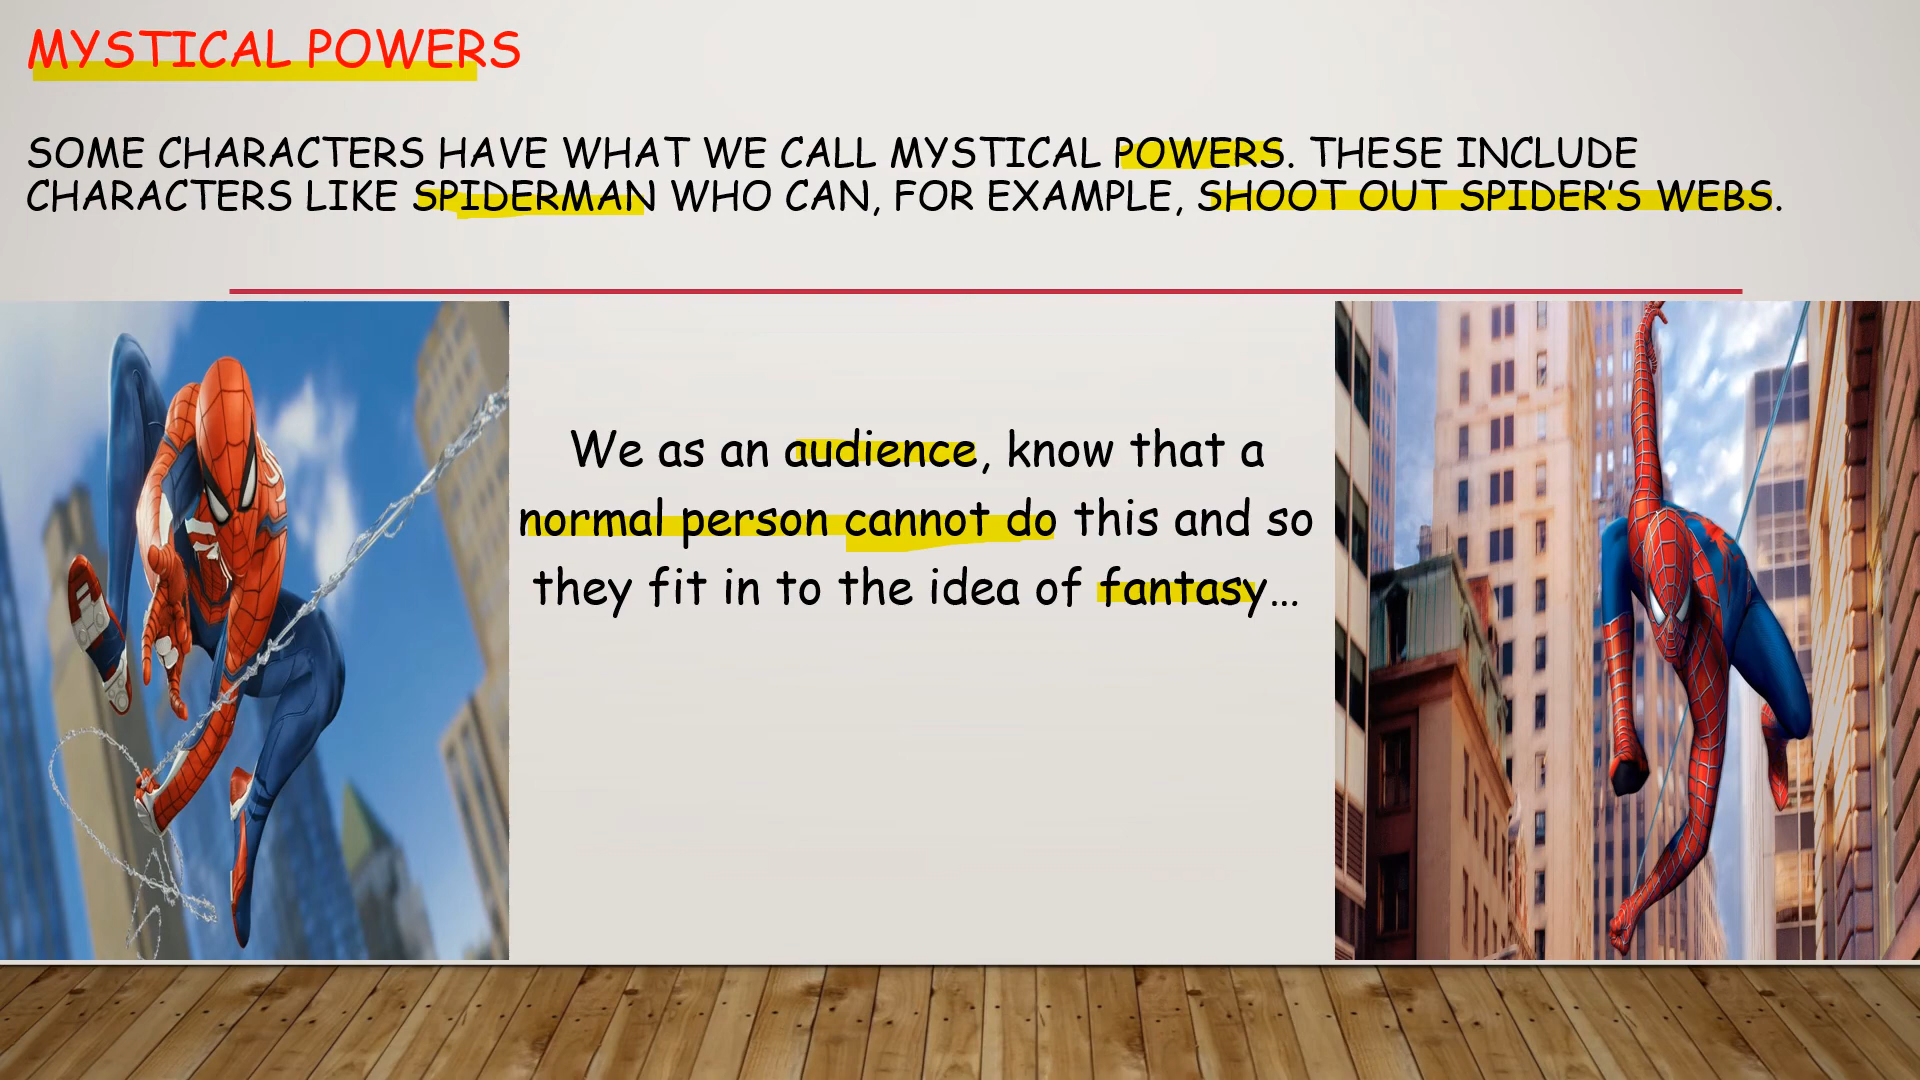 MYSTICAL POWERS
SOME CHARACTERS HAVE WHAT WE CALL MYSTICAL POWERS. THESE INCLUDE
CHARACTERS LIKE SPIDERMAN WHO CAN, FOR EXAMPLE, SHOOT OUT SPIDER’S WEBS.
We as an audience, know that a
normal person cannot do this and so
they fit in to the idea of fantasy…